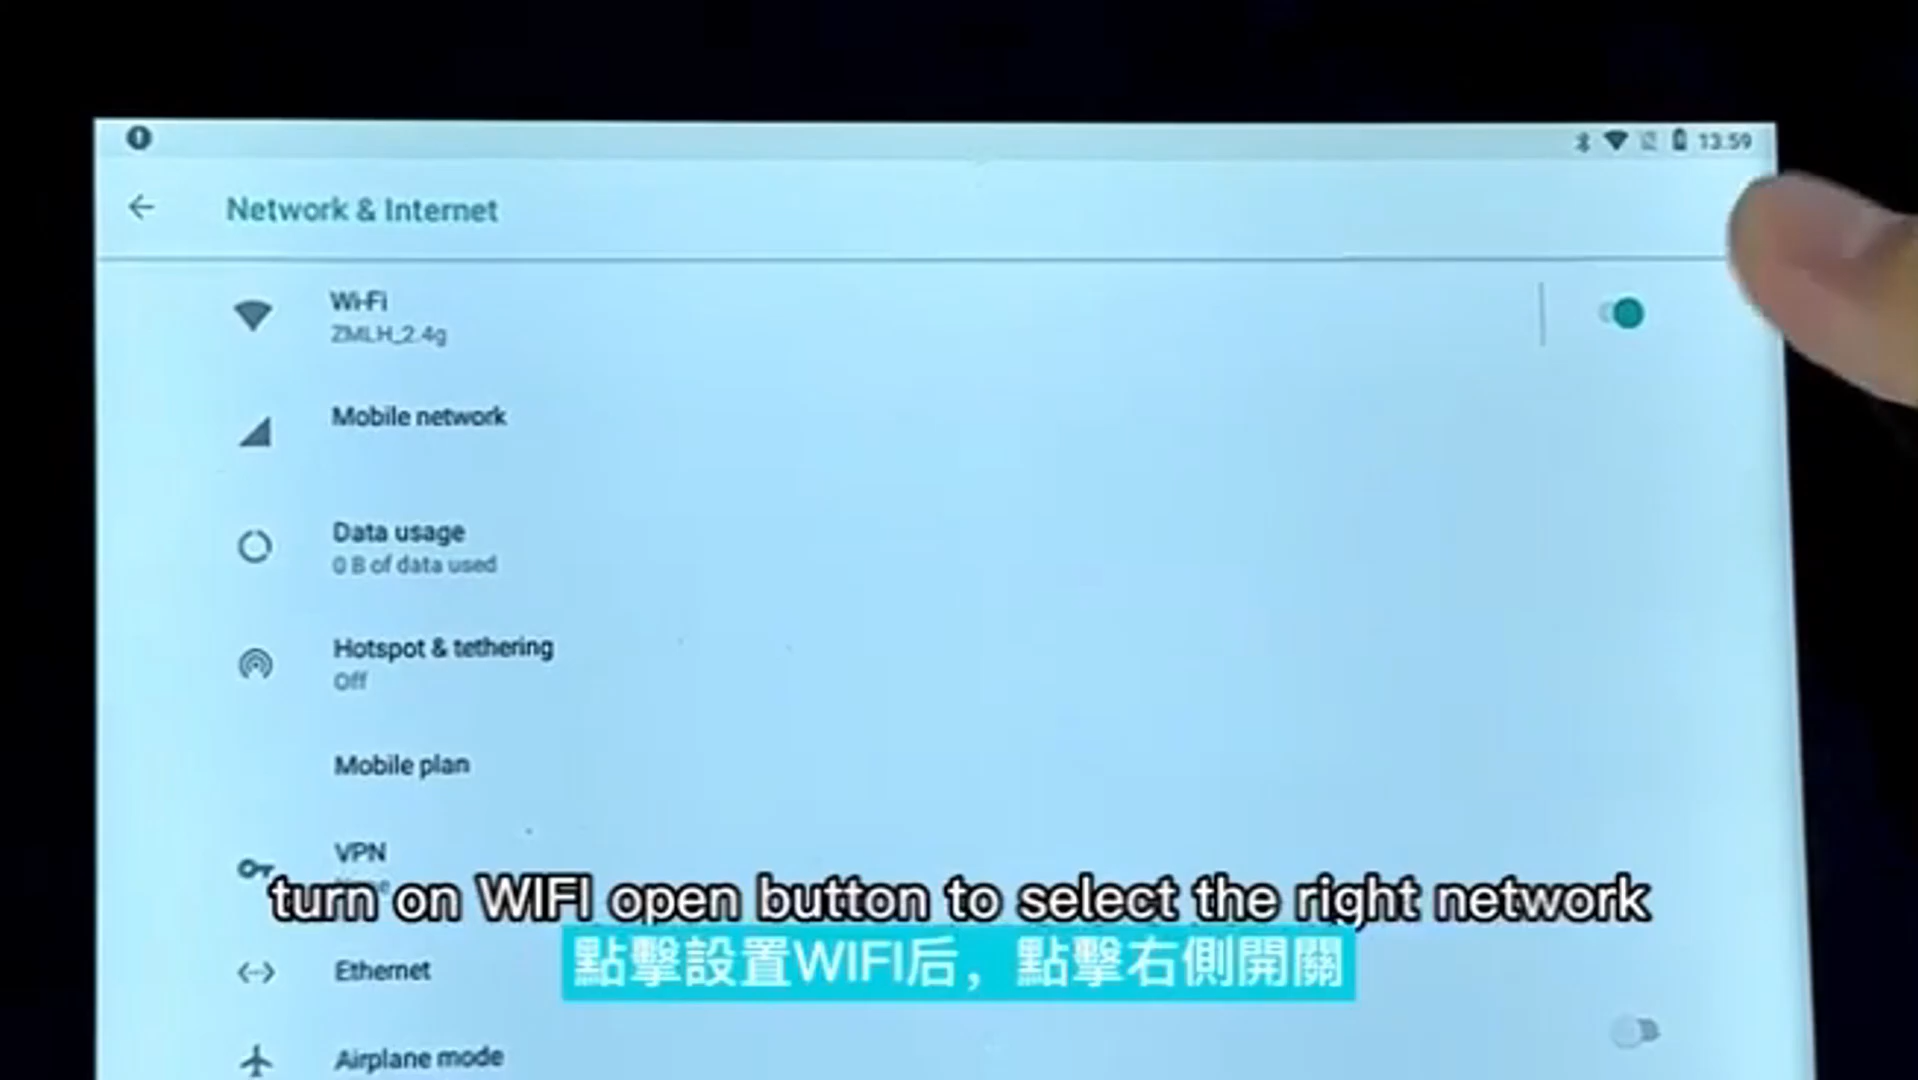 13:59
Network & Internet
Wi-Fi
ZMLH_2.4g
Mobile network
Data usage
0 B of data used
Hotspot & tethering
Off
Mobile plan
VPN
turn on WIFI open button to select the right network
點擊設置WIFI后，點擊右側開關
Ethernet
Airplane mode